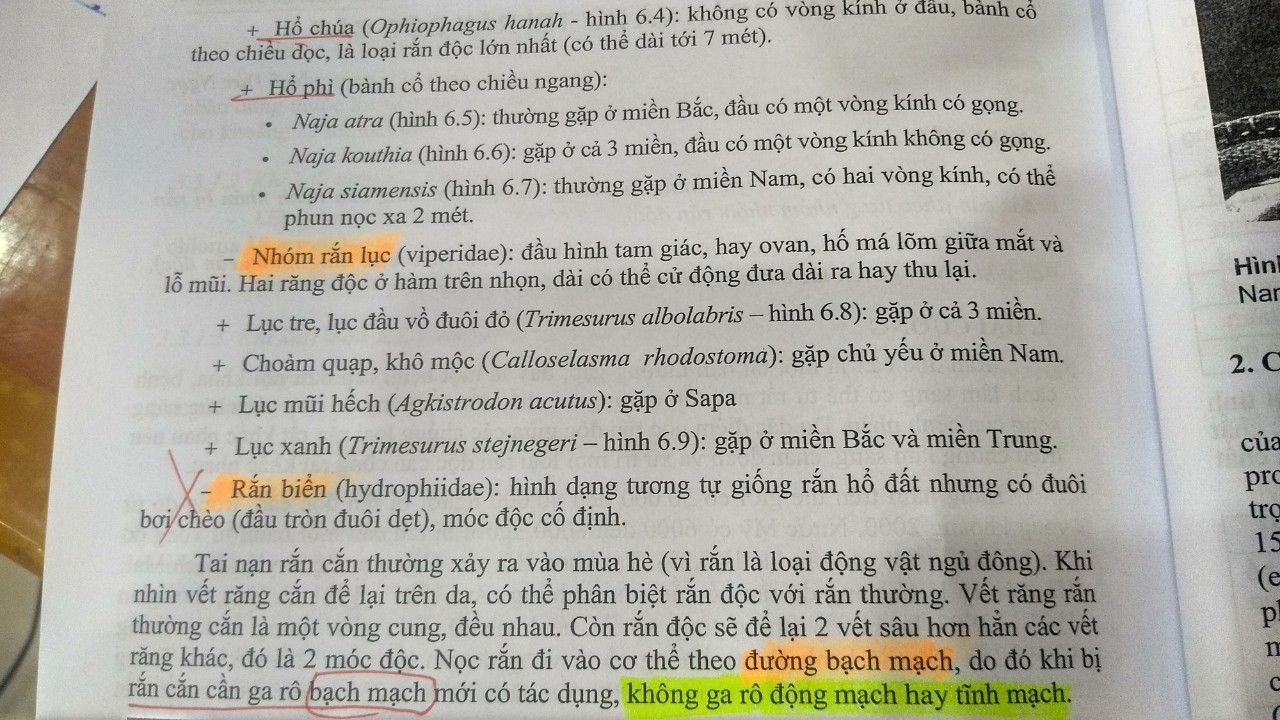 + Hổ chúa (Ophiophagus hanah - hình 6.4): không có vòng kính ở đầu, bành cổ
theo chiều dọc, là loại rắn độc lớn nhất (có thể dài tới 7 mét).
+ Hổ phì (bành cổ theo chiều ngang):
• Naja atra (hình 6.5): thường gặp ở miền Bắc, đầu có một vòng kính có gọng.
• Naja kouthia (hình 6.6): gặp ở cả 3 miền, đầu có một vòng kính không có gọng.
• Naja siamensis (hình 6.7): thường gặp ở miền Nam, có hai vòng kính, có thể
phun nọc xa 2 mét.
– Nhóm rắn lục (viperidae): đầu hình tam giác, hay ovan, hố má lõm giữa mắt và
lỗ mũi. Hai răng độc ở hàm trên nhọn, dài có thể cử động đưa dài ra hay thu lại.
+ Lục tre, lục đầu vồ đuôi đỏ (Trimesurus albolabris – hình 6.8): gặp ở cả 3 miền.
+ Choàm quạp, khô mộc (Calloselasma rhodostoma): gặp chủ yếu ở miền Nam.
+ Lục mũi hếch (Agkistrodon acutus): gặp ở Sapa
+ Lục xanh (Trimesurus stejnegeri – hình 6.9): gặp ở miền Bắc và miền Trung.
– Rắn biển (hydrophiidae): hình dạng tương tự giống rắn hổ đất nhưng có đuôi
bơi chèo (đầu tròn đuôi dẹt), móc độc cố định.
Tai nạn rắn cắn thường xảy ra vào mùa hè (vì rắn là loại động vật ngủ đông). Khi
nhìn vết răng cắn để lại trên da, có thể phân biệt rắn độc với rắn thường. Vết răng rắn
thường cắn là một vòng cung, đều nhau. Còn rắn độc sẽ để lại 2 vết sâu hơn hẳn các vết
răng khác, đó là 2 móc độc. Nọc rắn đi vào cơ thể theo đường bạch mạch, do đó khi bị
rắn cắn cần ga rô bạch mạch mới có tác dụng, không ga rô động mạch hay tĩnh mạch.
Hìn
Nar
2. C
của
pro
trọ
15
(e